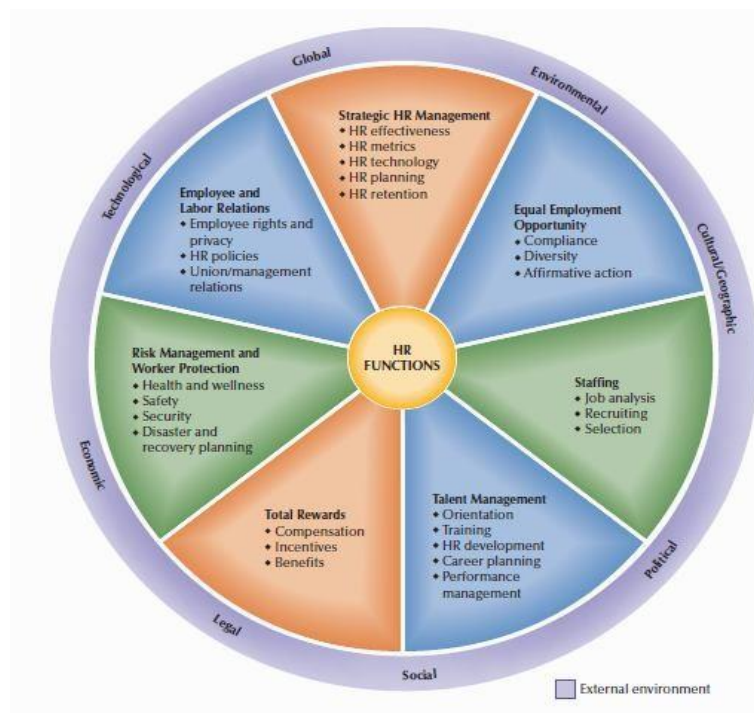 Global
Environmental
Cultural/Geographic
Political
Social
Legal
Economic
Technological
Strategic HR Management
◆ HR effectiveness
◆ HR metrics
◆ HR technology
◆ HR planning
◆ HR retention
Equal Employment
Opportunity
◆ Compliance
◆ Diversity
◆ Affirmative action
Staffing
◆ Job analysis
◆ Recruiting
◆ Selection
Talent Management
◆ Orientation
◆ Training
◆ HR development
◆ Career planning
◆ Performance
management
Total Rewards
◆ Compensation
◆ Incentives
◆ Benefits
Risk Management and
Worker Protection
◆ Health and wellness
◆ Safety
◆ Security
◆ Disaster and
recovery planning
Employee and
Labor Relations
◆ Employee rights and
privacy
◆ HR policies
◆ Union/management
relations
HR
FUNCTIONS
External environment